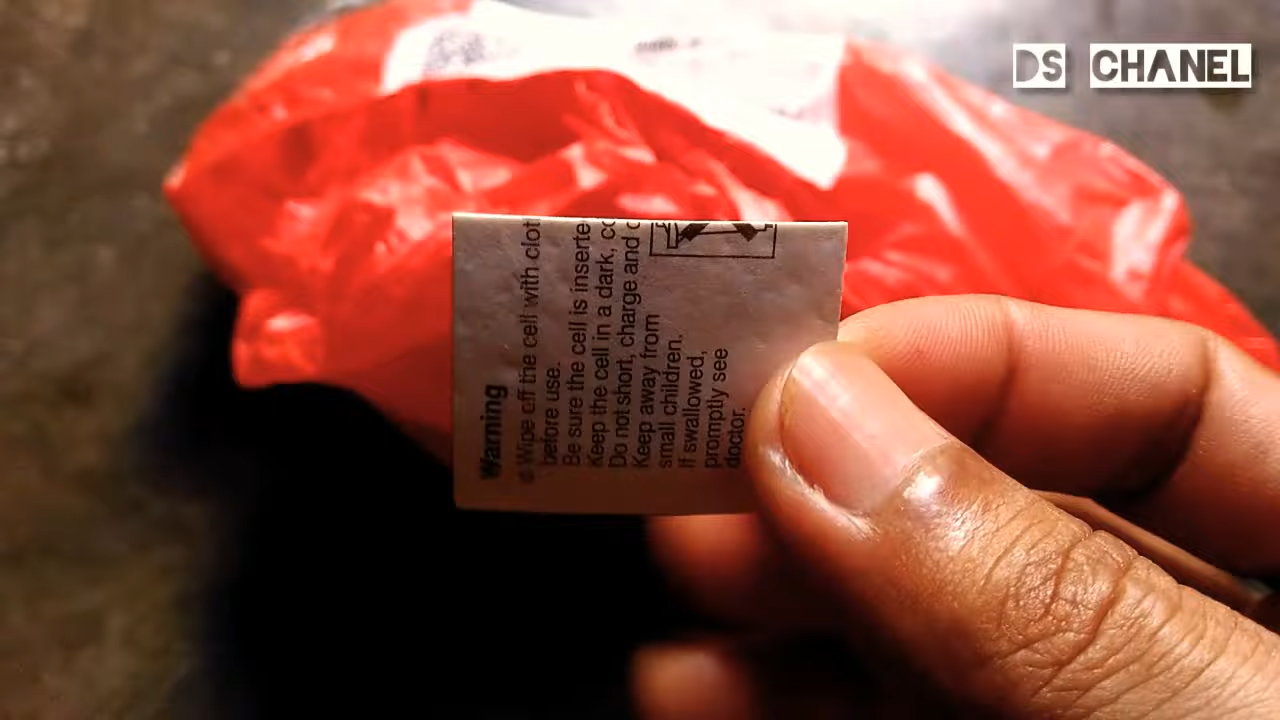 DS CHANEL
Warning
Wipe off the cell with clot
before use.
Be sure the cell is inserte
Keep the cell in a dark, co
Do not short, charge and d
Keep away from
small children.
If swallowed,
promptly see
doctor.